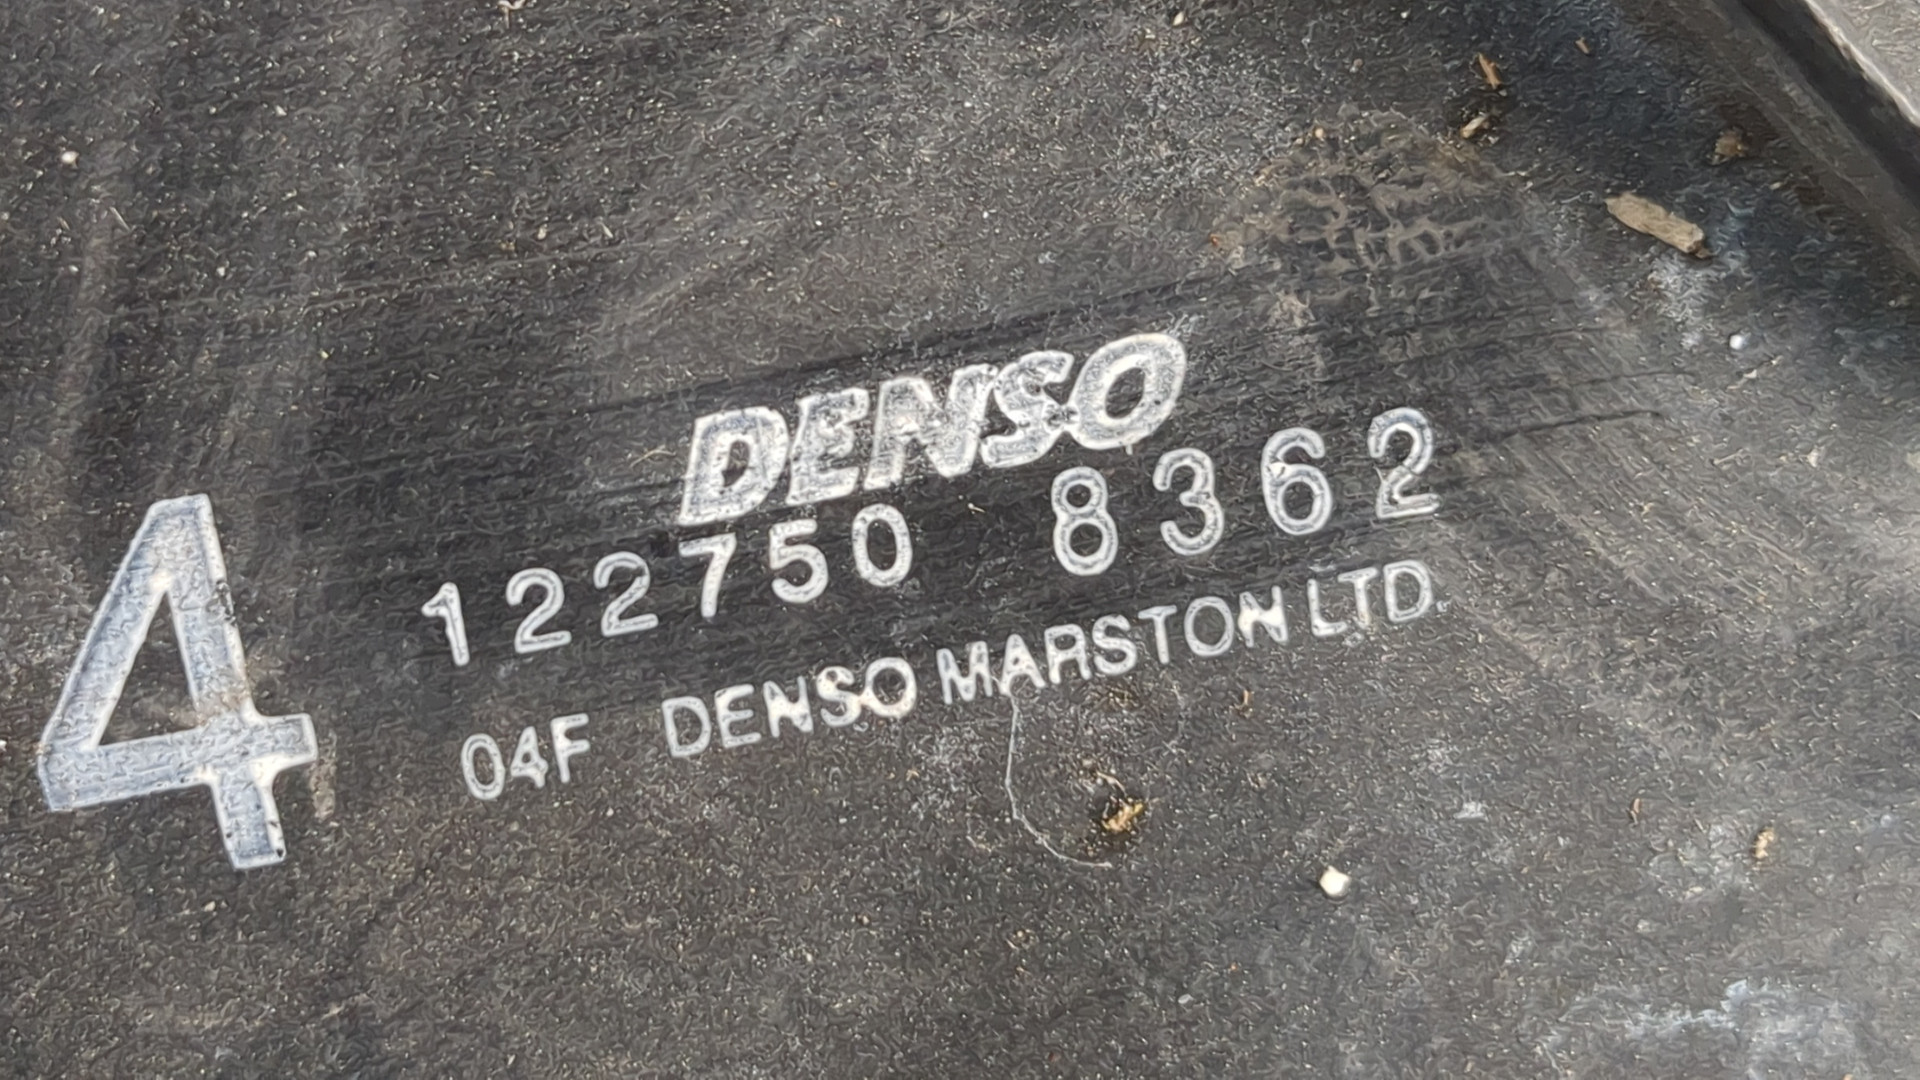 DENSO
4
122750 8362
04F DENSO MARSTON LTD.